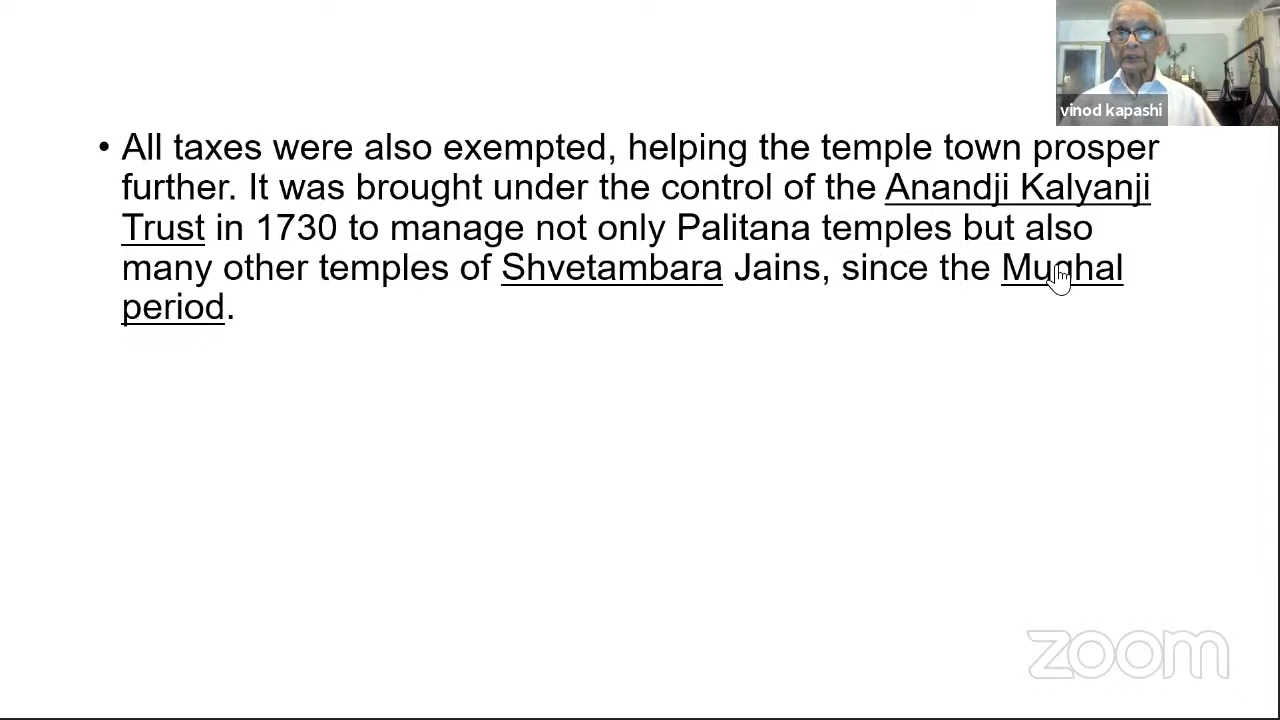 vinod kapashi
• All taxes were also exempted, helping the temple town prosper
further. It was brought under the control of the Anandji Kalyanji
Trust in 1730 to manage not only Palitana temples but also
many other temples of Shvetambara Jains, since the Mughal
period.
zoom